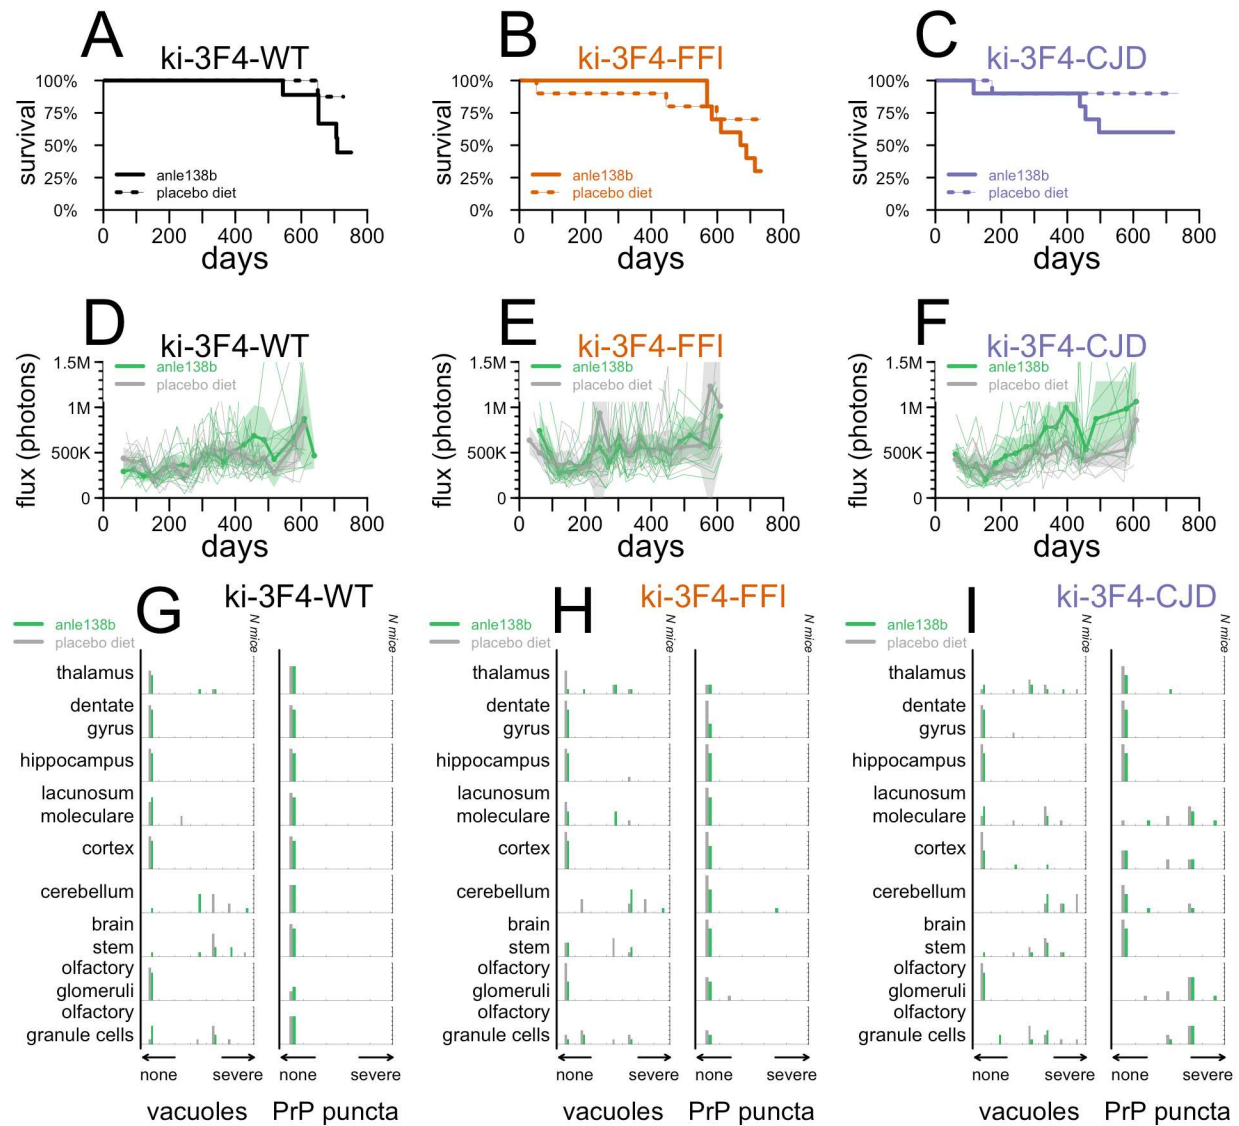 A
ki-3F4-WT
survival
100%
75%
50%
25%
0%
anle138b
placebo diet
0 200 400 600 800
days
B
ki-3F4-FFI
survival
100%
75%
50%
25%
0%
anle138b
placebo diet
0 200 400 600 800
days
C
ki-3F4-CJD
survival
100%
75%
50%
25%
0%
anle138b
placebo diet
0 200 400 600 800
days
D
ki-3F4-WT
flux (photons)
1.5M
1M
500K
0
anle138b
placebo diet
0 200 400 600 800
days
E
ki-3F4-FFI
flux (photons)
1.5M
1M
500K
0
anle138b
placebo diet
0 200 400 600 800
days
F
ki-3F4-CJD
flux (photons)
1.5M
1M
500K
0
anle138b
placebo diet
0 200 400 600 800
days
G
ki-3F4-WT
anle138b
placebo diet
N mice
N mice
thalamus
dentate
gyrus
hippocampus
lacunosum
moleculare
cortex
cerebellum
brain
stem
olfactory
glomeruli
olfactory
granule cells
none severe none severe
vacuoles PrP puncta
H
ki-3F4-FFI
anle138b
placebo diet
N mice
N mice
thalamus
dentate
gyrus
hippocampus
lacunosum
moleculare
cortex
cerebellum
brain
stem
olfactory
glomeruli
olfactory
granule cells
none severe none severe
vacuoles PrP puncta
I
ki-3F4-CJD
anle138b
placebo diet
N mice
N mice
thalamus
dentate
gyrus
hippocampus
lacunosum
moleculare
cortex
cerebellum
brain
stem
olfactory
glomeruli
olfactory
granule cells
none severe none severe
vacuoles PrP puncta